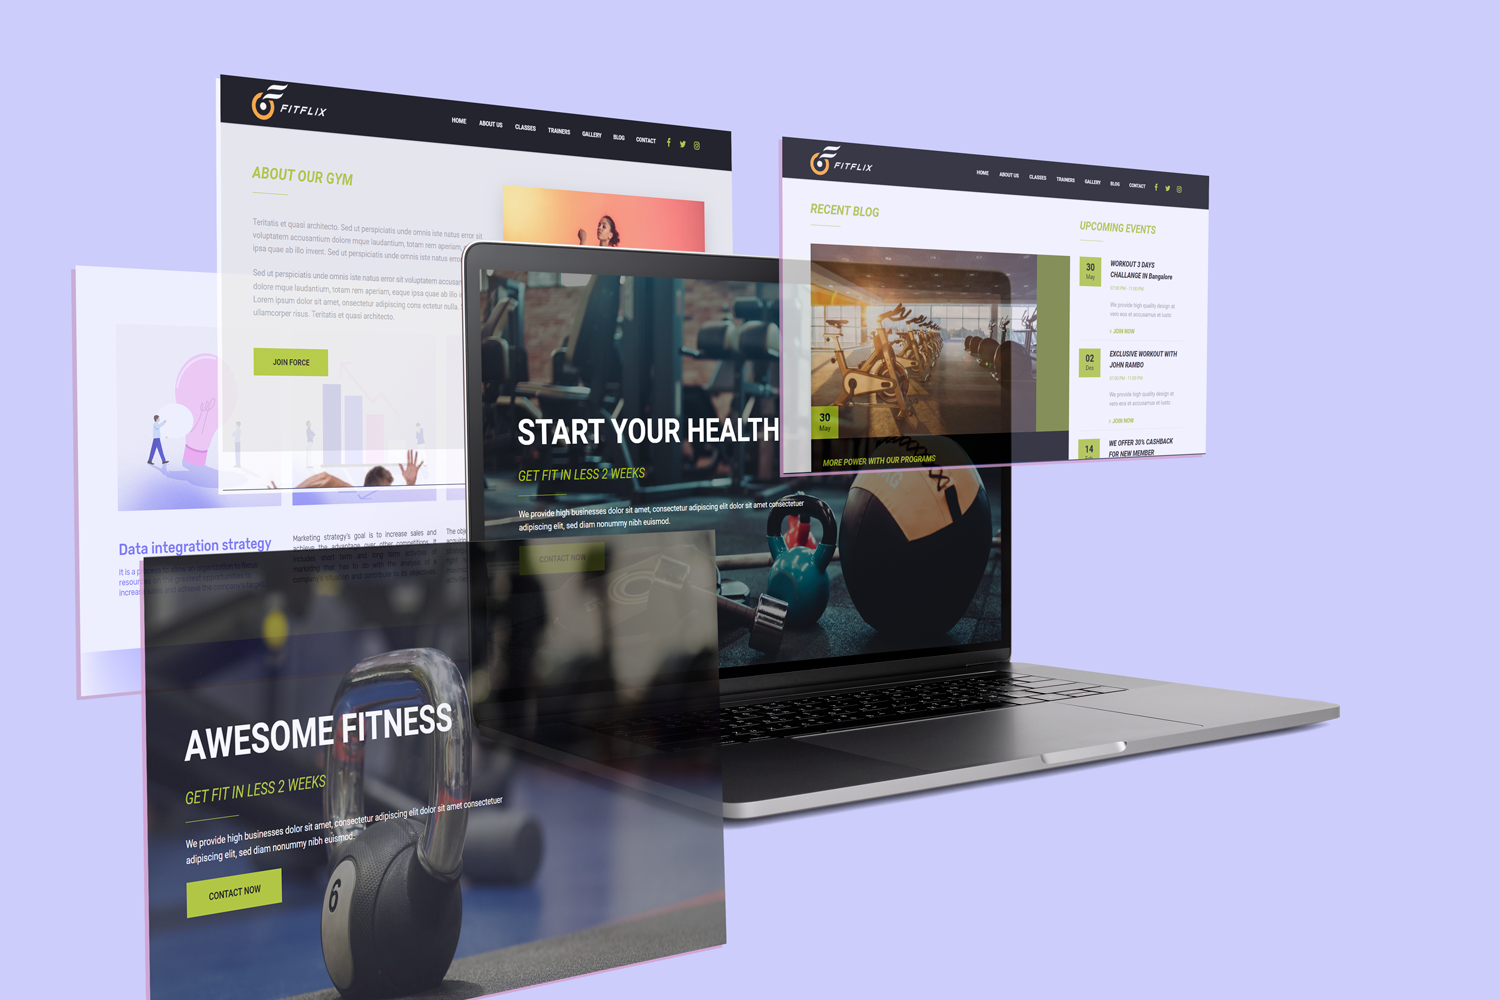 FITFLIX
HOME ABOUT US CLASSES TRAINERS GALLERY BLOG CONTACT
ABOUT OUR GYM
Teritatis et quasi architecto. Sed ut perspiciatis unde omnis iste natus error sit
voluptatem accusantium dolore mque laudantium, totam rem aperiam,
ipsa quae ab illo invent. Sed ut perspiciatis unde omnis iste natus error
Sed ut perspiciatis unde omnis iste natus error sit voluptatem accusan
dolore mque laudantium, totam rem aperiam, eaque ipsa quae ab illo
Lorem ipsum dolor sit amet, onsectetur adipiscing cons ectetur nulla.
ullamcorper risus. Teritatis et quasi architecto.
JOIN FORCE
FITFLIX
HOME ABOUT US CLASSES TRAINERS GALLERY BLOG CONTACT
RECENT BLOG
30
May
MORE POWER WITH OUR PROGRAMS
UPCOMING EVENTS
30
May
WORKOUT 3 DAYS
CHALLANGE IN Bangalore
We provide high quality design at
vero eos et accusamus et iusto
› JOIN NOW
02
Dec
EXCLUSIVE WORKOUT WITH
JOHN RAMBO
We provide high quality design at
vero eos et accusamus et iusto
› JOIN NOW
14
WE OFFER 30% CASHBACK
FOR NEW MEMBER
START YOUR HEALTH
GET FIT IN LESS 2 WEEKS
We provide high businesses dolor sit amet, consectetur adipiscing elit dolor sit amet consectetuer
adipiscing elit, sed diam nonummy nibh euismod.
CONTACT NOW
Data integration strategy
It is a
Marketing strategy's goal is to increase sales and
achieve the advantage over other competitors. It
The
AWESOME FITNESS
GET FIT IN LESS 2 WEEKS
We provide high businesses dolor sit amet, consectetur adipiscing elit dolor sit amet consectetuer
adipiscing elit, sed diam nonummy nibh euismod.
CONTACT NOW
6